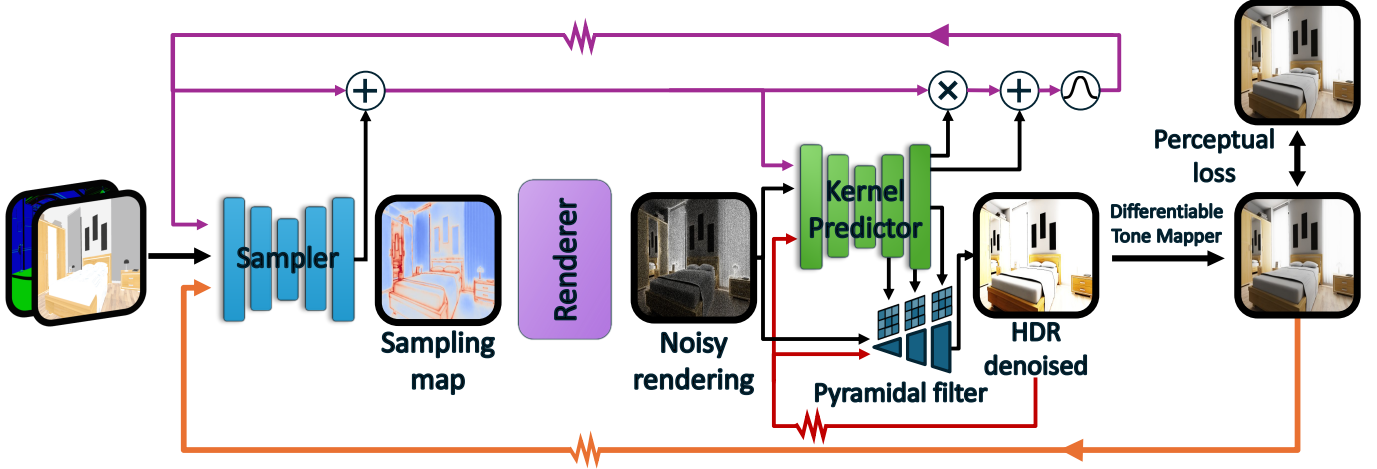 Perceptual
loss
Kernel
Predictor
Differentiable
Tone Mapper
Sampler
Renderer
Sampling
map
Noisy
rendering
HDR
denoised
Pyramidal filter